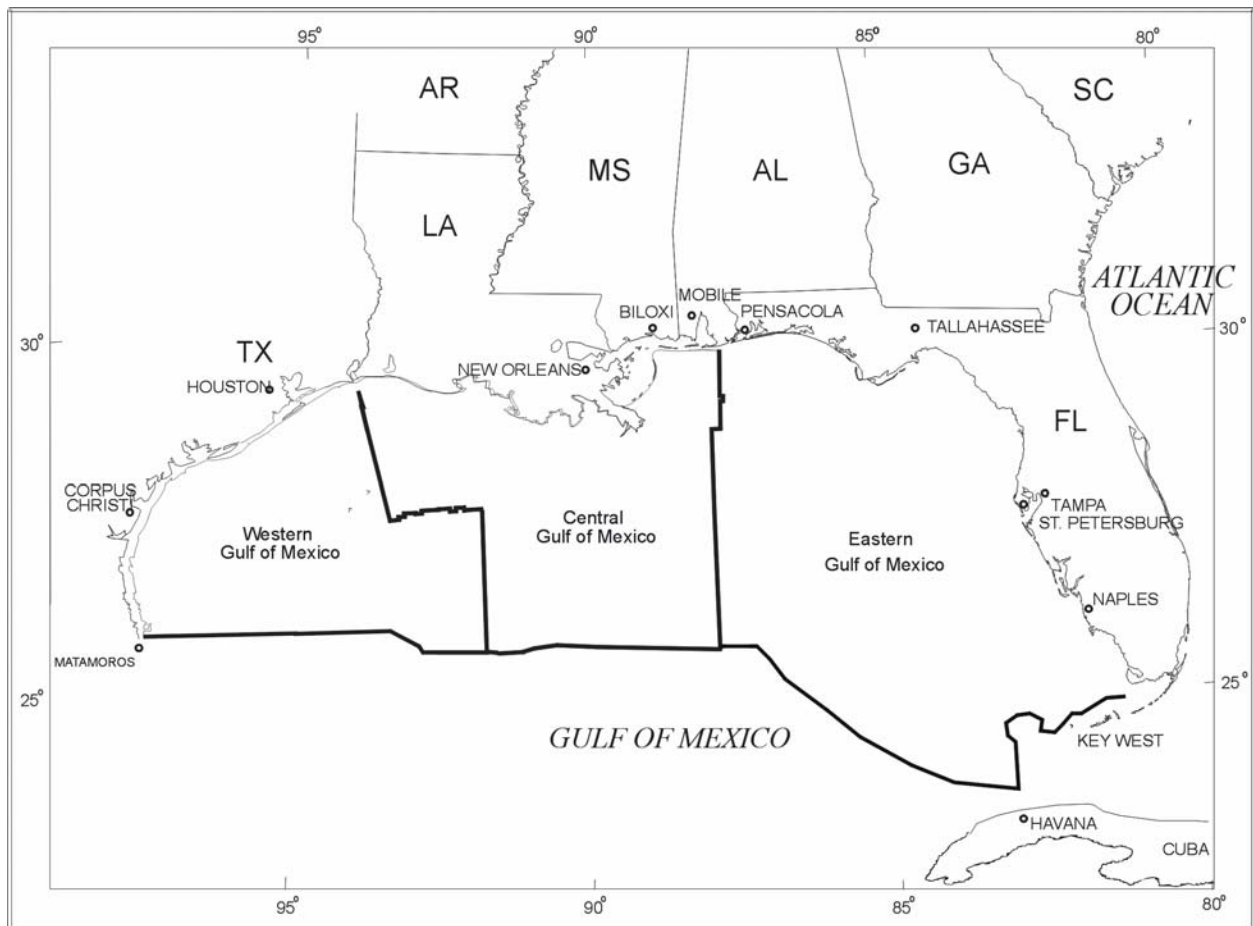 95°
90°
85°
80°
AR
SC
MS
AL
GA
LA
ATLANTIC
OCEAN
MOBILE
BILOXI
PENSACOLA
TALLAHASSEE
30°
30°
TX
NEW ORLEANS
HOUSTON
FL
CORPUS
CHRISTI
TAMPA
ST. PETERSBURG
Western
Gulf of Mexico
Central
Gulf of Mexico
Eastern
Gulf of Mexico
NAPLES
MATAMOROS
25°
25°
GULF OF MEXICO
KEY WEST
HAVANA
CUBA
95°
90°
85°
80°